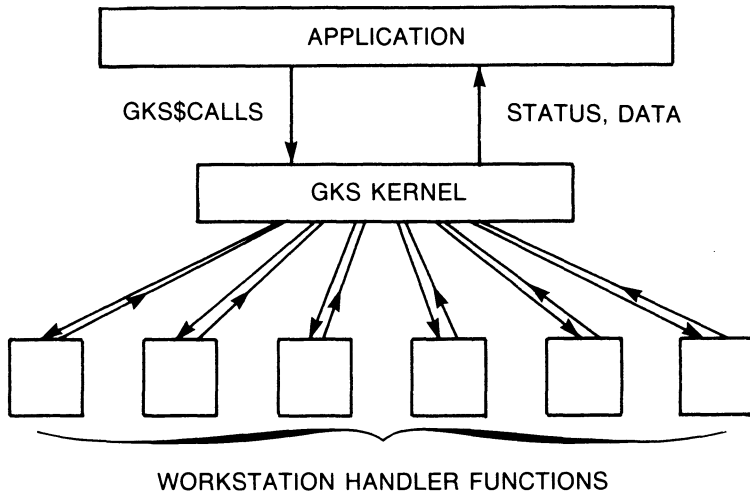 APPLICATION
GKS$CALLS
STATUS, DATA
GKS KERNEL
WORKSTATION HANDLER FUNCTIONS